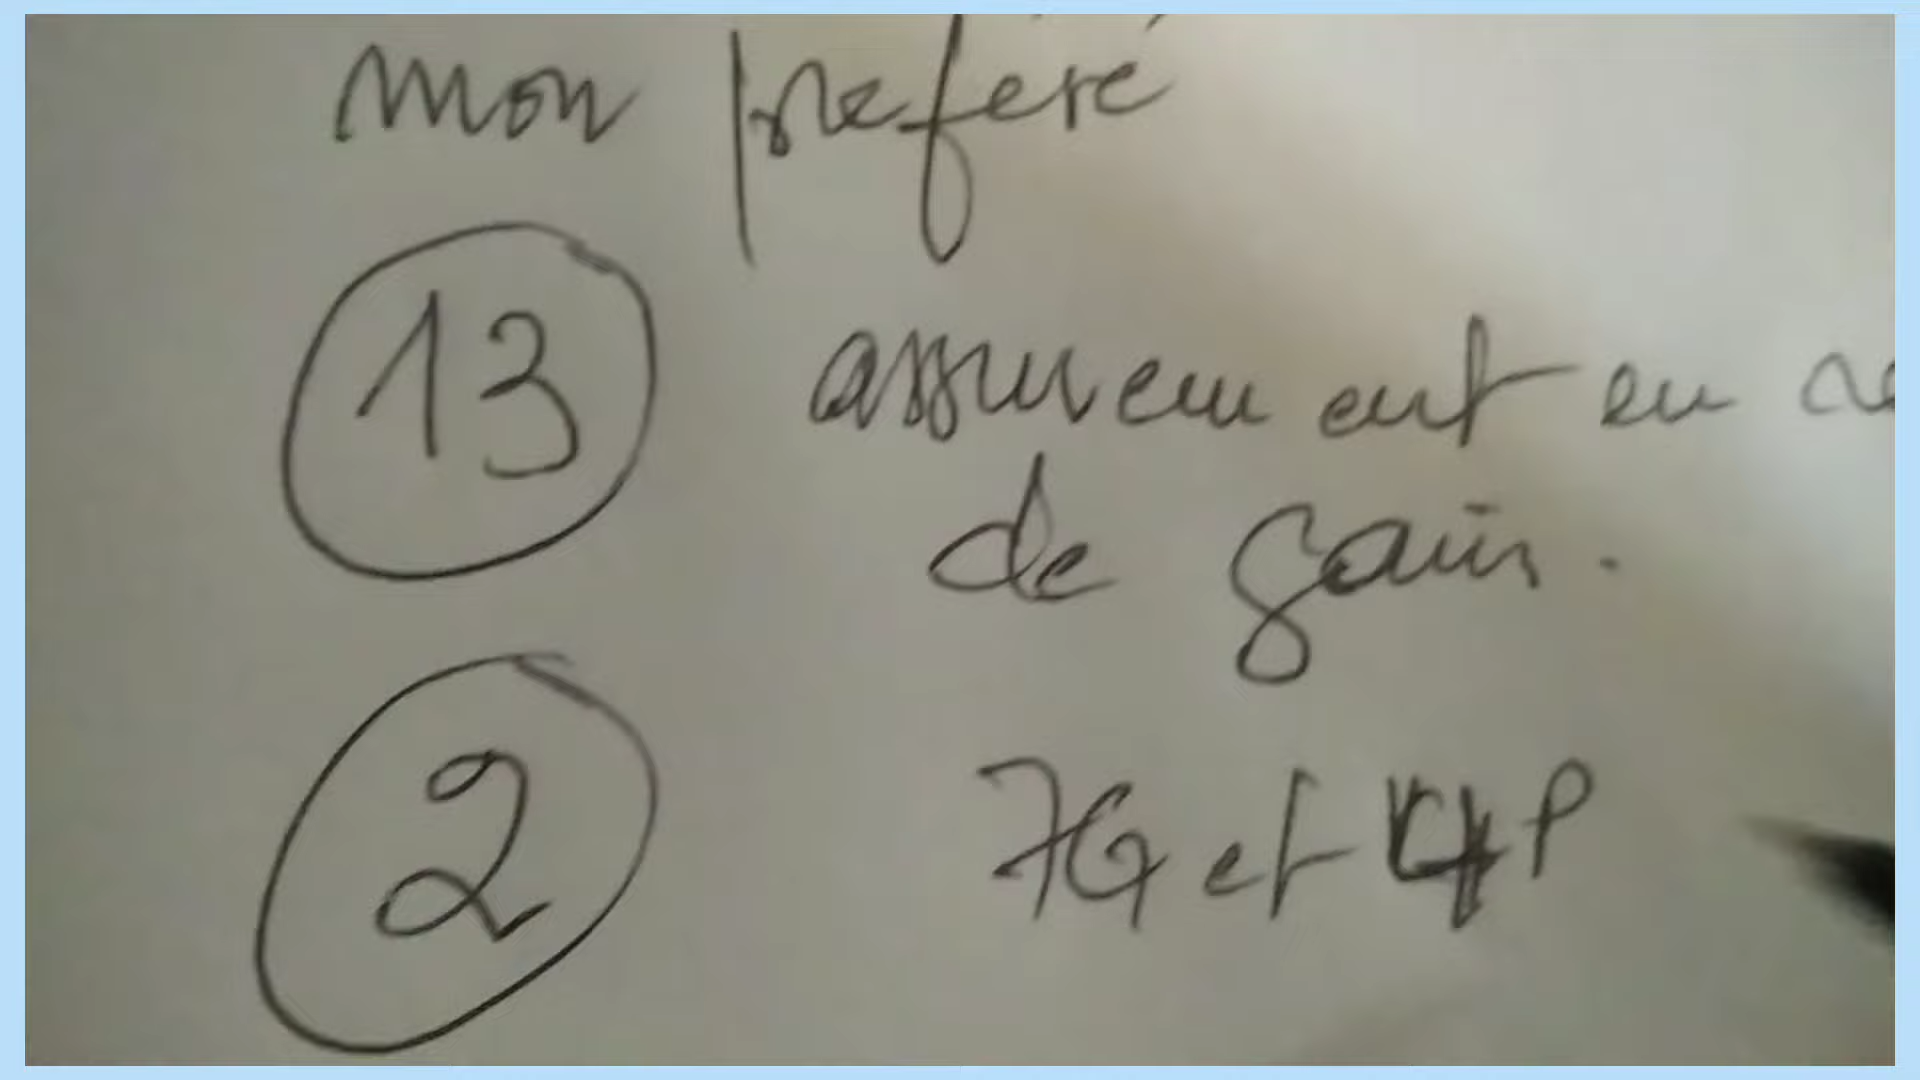 mon préféré
13 assurement en
de gain.
2 7G et 4P